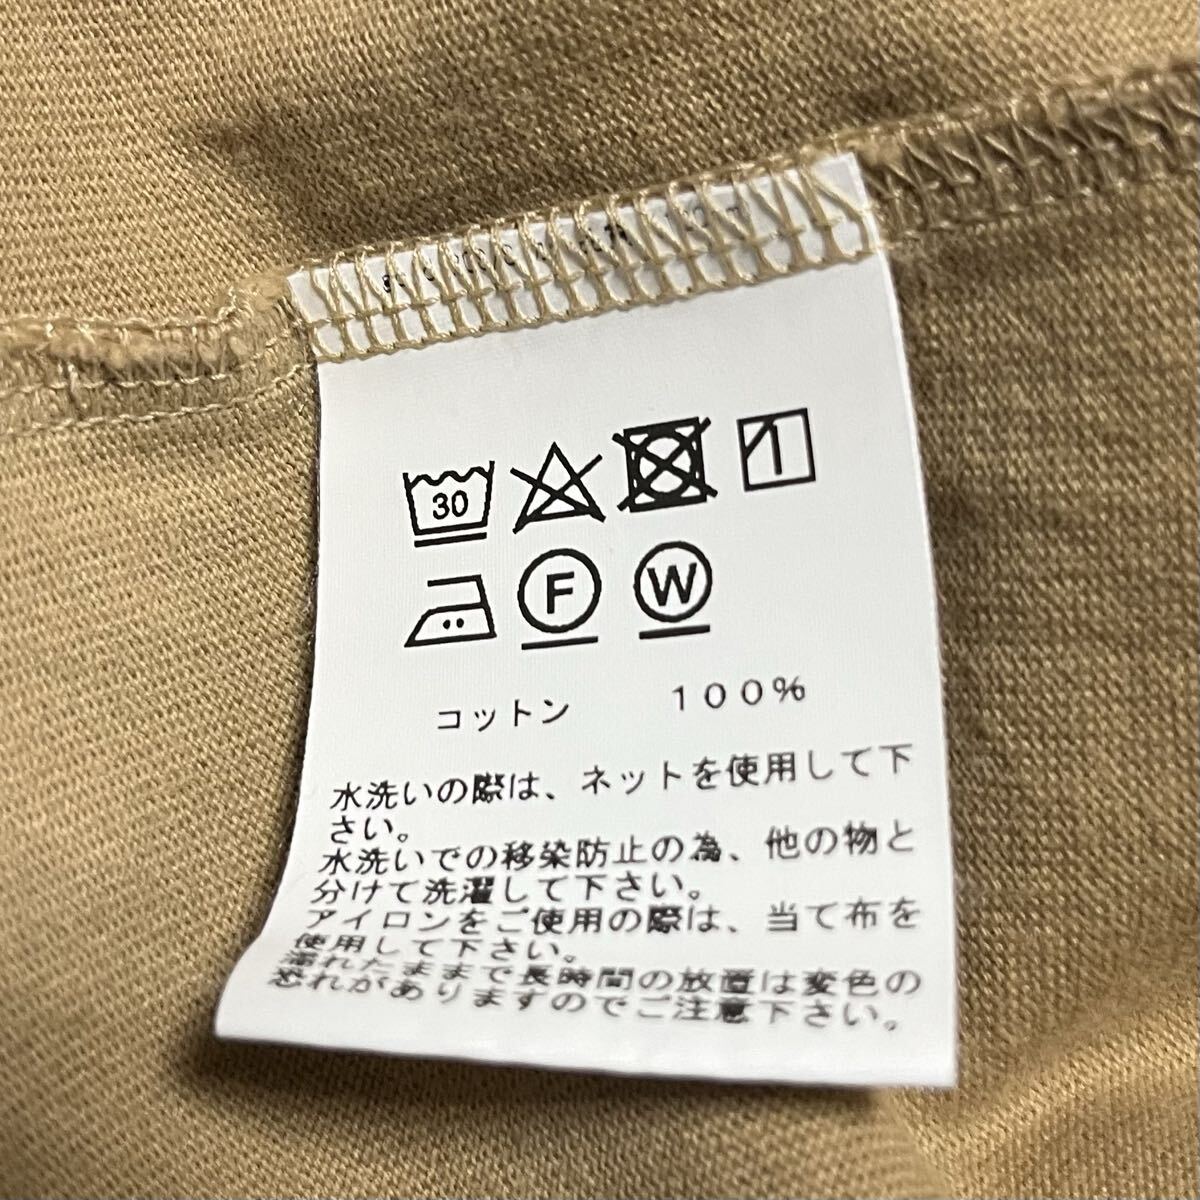 30
F W
コットン　１００％
水洗いの際は、ネットを使用して下
さい。
水洗いでの移染防止の為、他の物と
分けて洗濯して下さい。
アイロンをご使用の際は、当て布を
使用して下さい。
濡れたままで長時間の放置は変色の
恐れがありますのでご注意下さい。